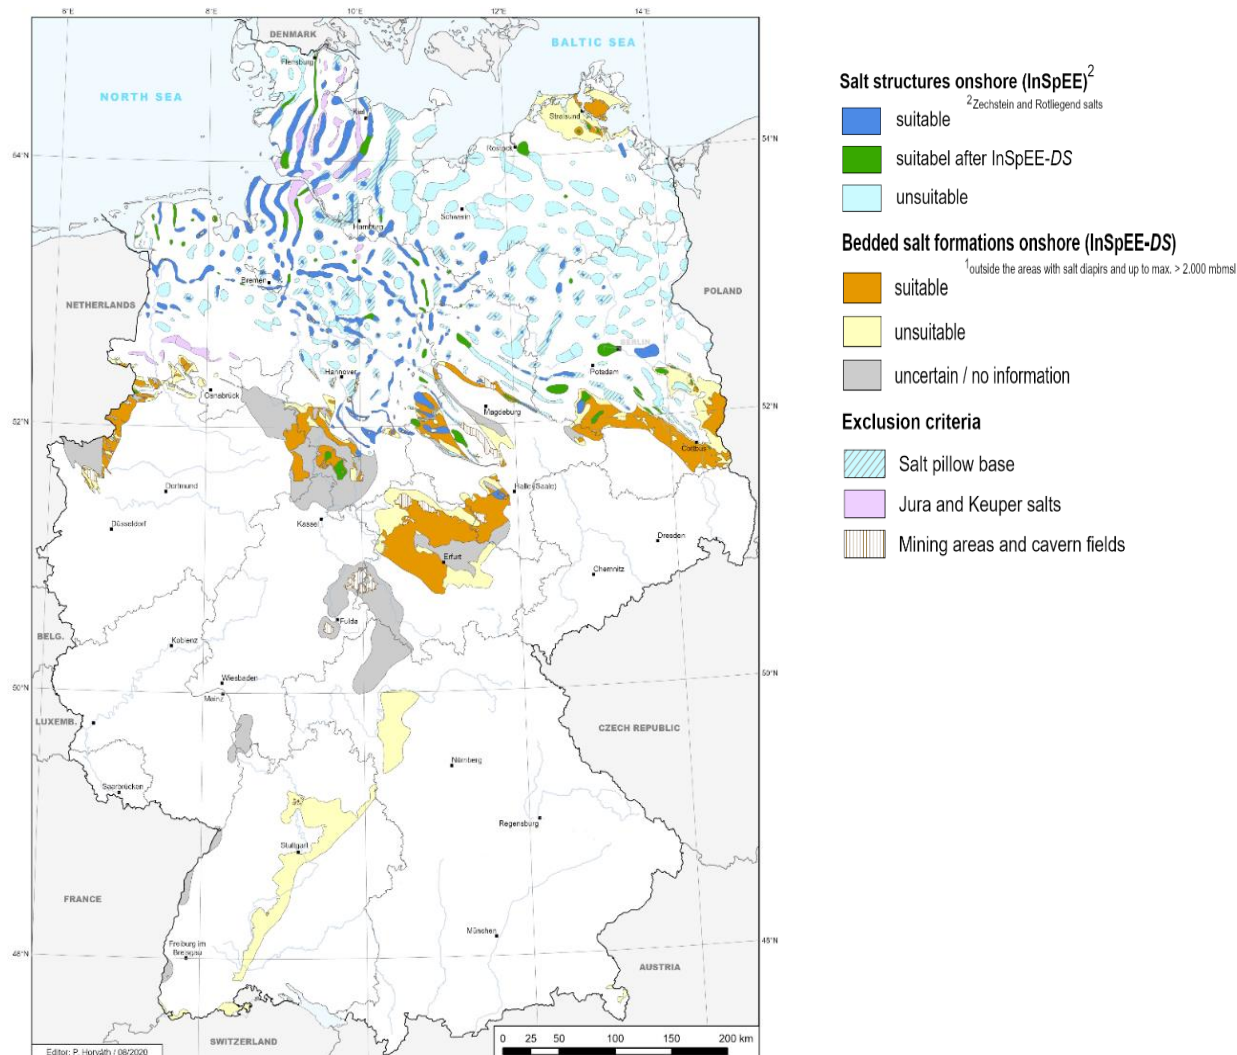 6°E
8°E
10°E
12°E
14°E
DENMARK
BALTIC SEA
Flensburg
NORTH SEA
Kiel
Stralsund
54°N
Rostock
64°N
Schwerin
Hamburg
Bremen
NETHERLANDS
POLAND
BERLIN
Hannover
Potsdam
Osnabrück
Magdeburg
52°N
52°N
Cottbus
Dortmund
Halle (Saale)
Düsseldorf
Kassel
Dresden
Erfurt
Chemnitz
Fulda
BELG.
Koblenz
Wiesbaden
50°N
50°N
Mainz
LUXEMB.
CZECH REPUBLIC
Nürnberg
Saarbrücken
Regensburg
Stuttgart
FRANCE
München
Freiburg im
Breisgau
48°N
48°N
AUSTRIA
SWITZERLAND
0 25 50 100 150 200 km
Editor: P. Horváth / 08/2020
Salt structures onshore (InSpEE)2
2Zechstein and Rotliegend salts
suitable
suitabel after InSpEE-DS
unsuitable
Bedded salt formations onshore (InSpEE-DS)
1outside the areas with salt diapirs and up to max. > 2.000 mbmsl
suitable
unsuitable
uncertain / no information
Exclusion criteria
Salt pillow base
Jura and Keuper salts
Mining areas and cavern fields